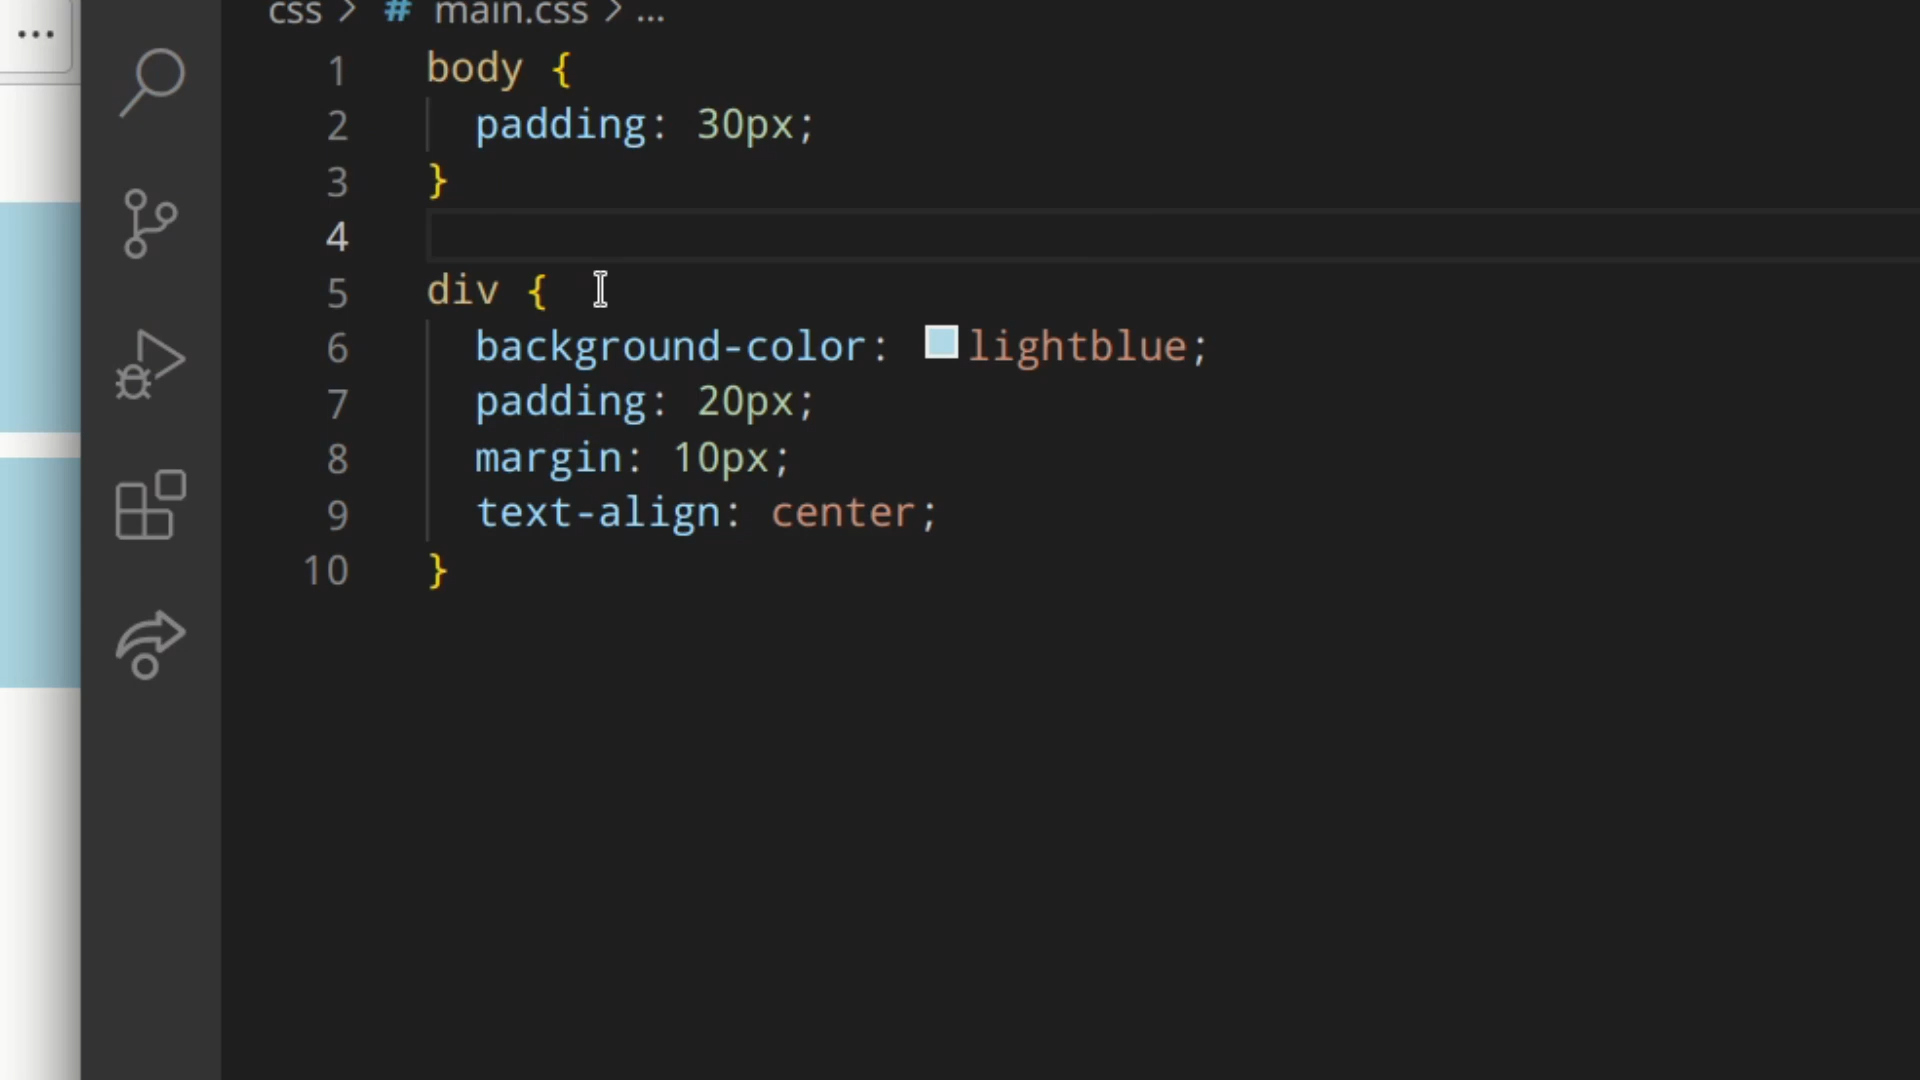 ...
css > # main.css > ...
1 body {
2 padding: 30px;
3 }
4
5 div {
6 background-color: lightblue;
7 padding: 20px;
8 margin: 10px;
9 text-align: center;
10 }